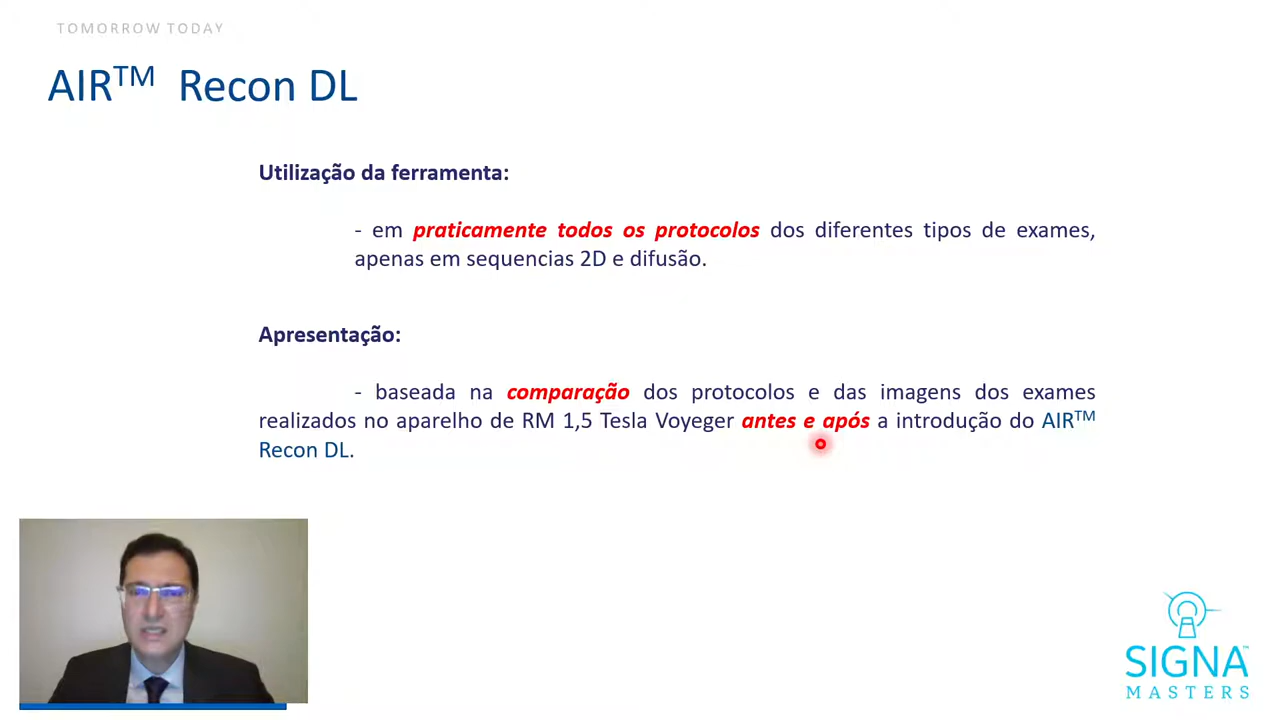 TOMORROW TODAY
AIR™ Recon DL
Utilização da ferramenta:
- em praticamente todos os protocolos dos diferentes tipos de exames,
apenas em sequencias 2D e difusão.
Apresentação:
- baseada na comparação dos protocolos e das imagens dos exames
realizados no aparelho de RM 1,5 Tesla Voyeger antes e após a introdução do AIR™
Recon DL.
SIGNA™
MASTERS